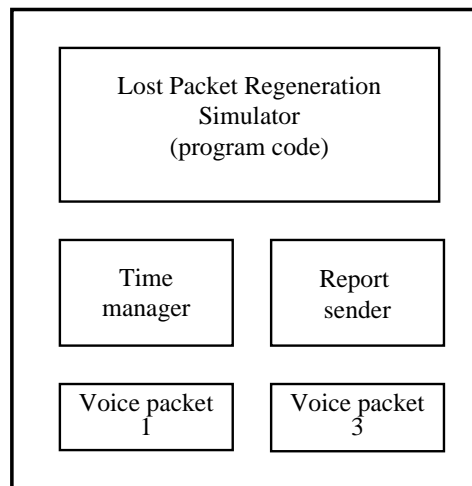 Lost Packet Regeneration
Simulator
(program code)
Time
manager
Report
sender
Voice packet
1
Voice packet
3